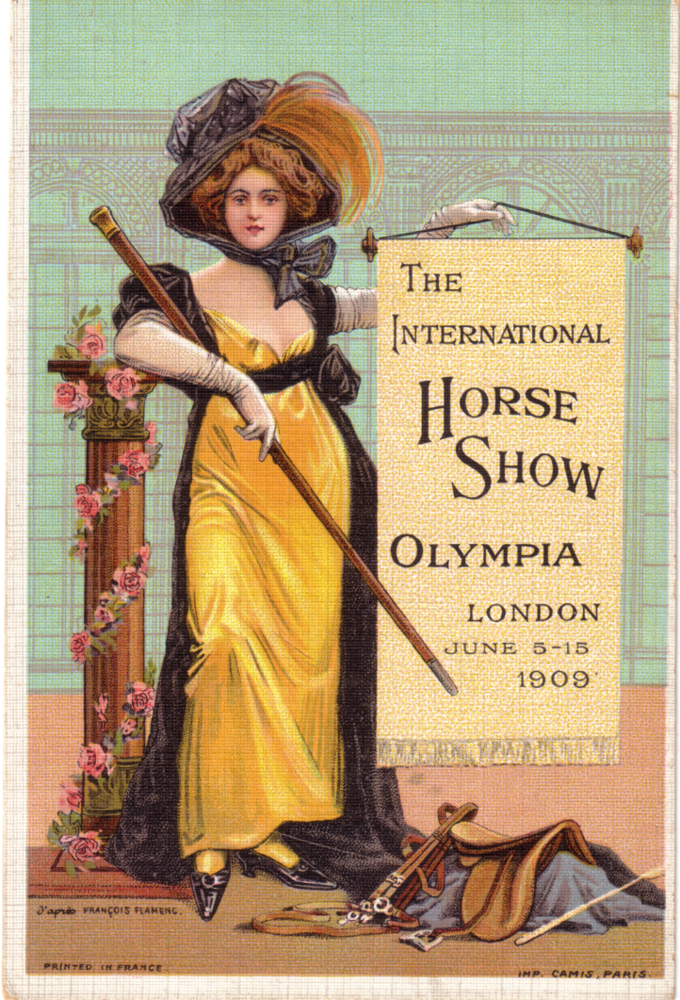 The
International
Horse
Show
Olympia
London
June 5-15
1909
d'après François Flameng.
Printed in France
Imp. Camis, Paris.